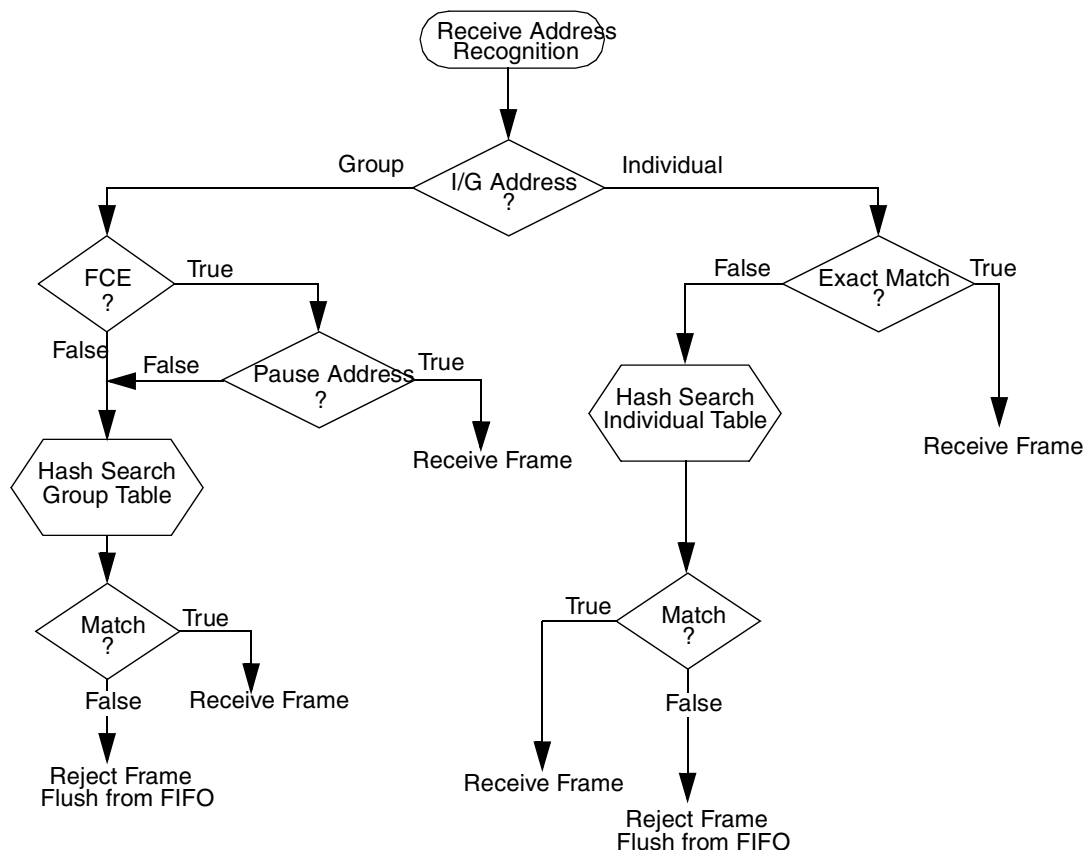 Receive Address
Recognition
Group
Individual
I/G Address
?
FCE
?
True
False
Exact Match
?
True
False
False
Pause Address
?
True
Hash Search
Individual Table
Receive Frame
Receive Frame
Hash Search
Group Table
True
Match
?
True
Match
?
False
Receive Frame
False
Reject Frame
Flush from FIFO
Receive Frame
Reject Frame
Flush from FIFO